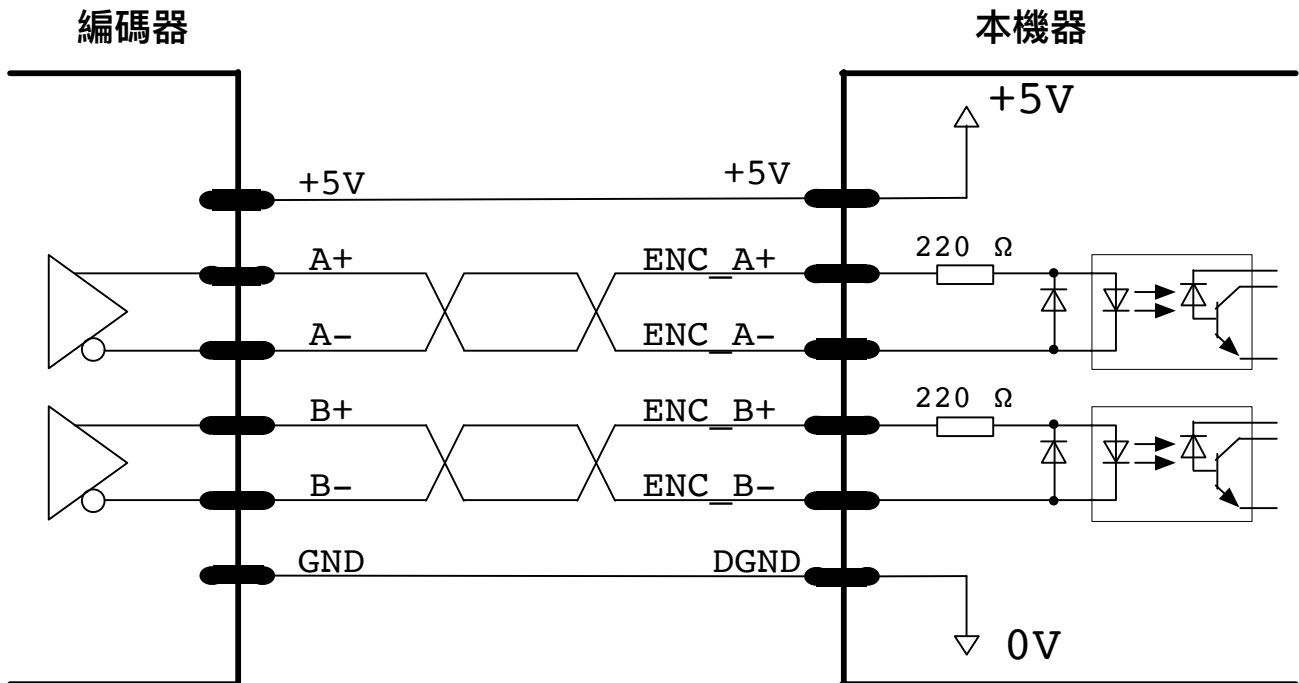 編碼器
本機器
+5V
+5V
+5V
A+
ENC_A+
220 Ω
A-
ENC_A-
B+
ENC_B+
220 Ω
B-
ENC_B-
GND
DGND
0V